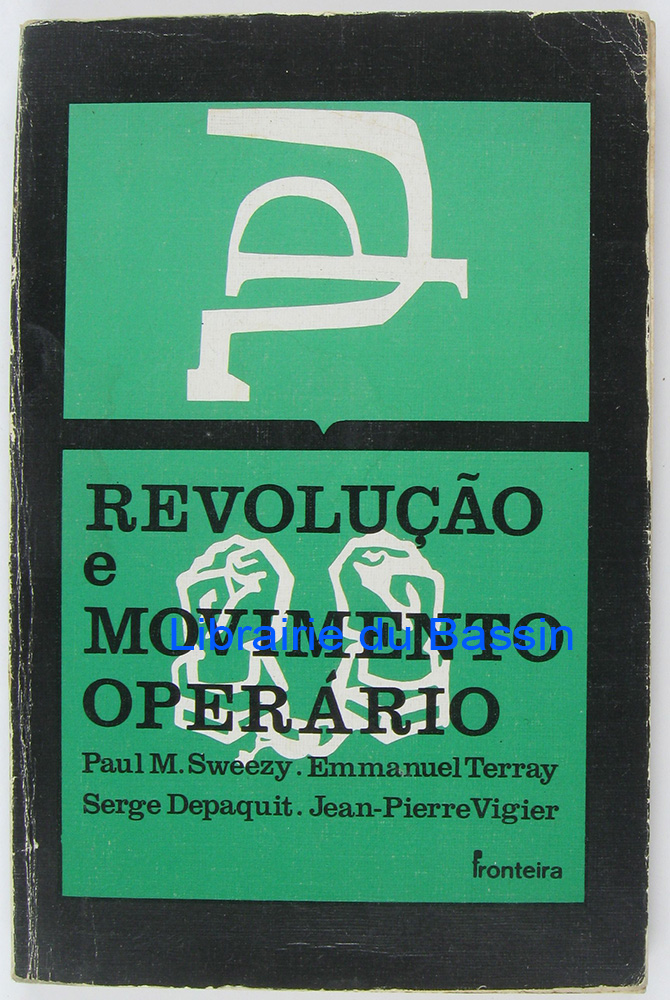 REVOLUÇÃO
e
MOVIMENTO
Librairie du Bassin
OPERÁRIO
Paul M. Sweezy. Emmanuel Terray
Serge Depaquit. Jean-Pierre Vigier
fronteira